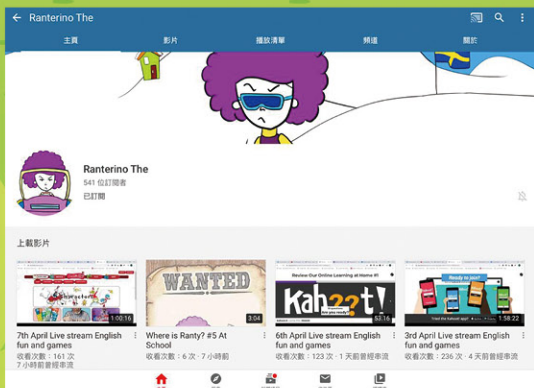 Ranterino The
主頁
影片
播放清單
頻道
關於
Ranterino The
541 位訂閱者
已訂閱
上載影片
1:00:16
WANTED
3:04
Review Our Online Learning at Home #1
Kah??t!
53:16
Ready to join?
1:58:22
7th April Live stream English
fun and games
收看次數：161 次
7 小時前曾經串流
Where is Ranty? #5 At
School
收看次數：6 次 · 7 小時前
6th April Live stream English
fun and games
收看次數：123 次 · 1 天前曾經串流
3rd April Live stream English
fun and games
收看次數：236 次 · 4 天前曾經串流